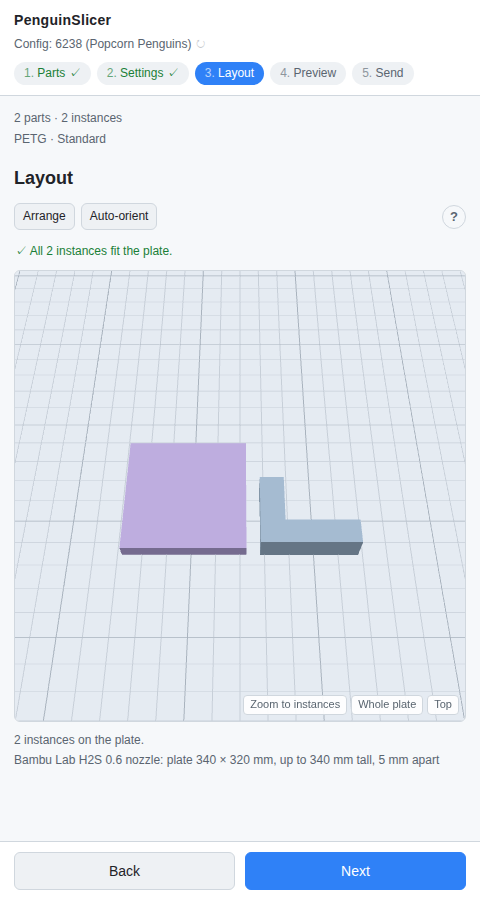 PenguinSlicer
Config: 6238 (Popcorn Penguins) ↻
1. Parts ✓ 2. Settings ✓ 3. Layout 4. Preview 5. Send
2 parts · 2 instances
PETG · Standard
Layout
Arrange Auto-orient ?
✓ All 2 instances fit the plate.
Zoom to instances Whole plate Top
2 instances on the plate.
Bambu Lab H2S 0.6 nozzle: plate 340 × 320 mm, up to 340 mm tall, 5 mm apart
Back Next